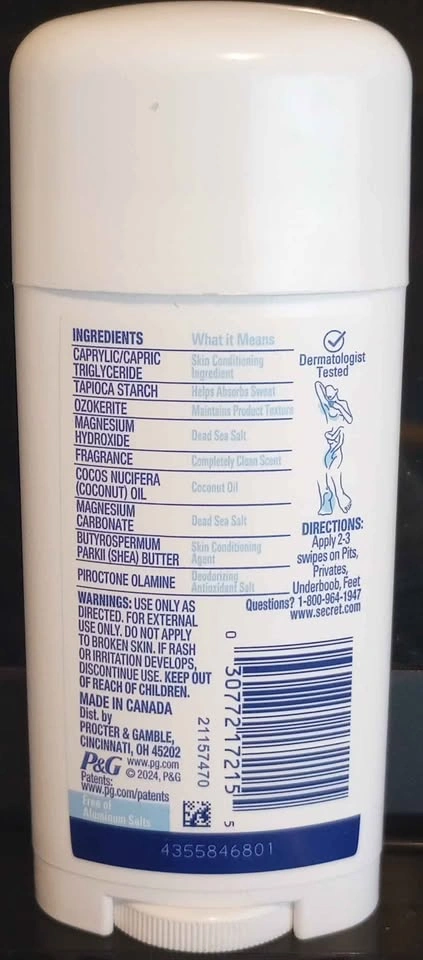 INGREDIENTS What it Means
CAPRYLIC/CAPRIC
TRIGLYCERIDE
Skin Conditioning
Ingredient
TAPIOCA STARCH Helps Absorbs Sweat
OZOKERITE Maintains Product Texture
MAGNESIUM
HYDROXIDE
Dead Sea Salt
FRAGRANCE Completely Clean Scent
COCOS NUCIFERA
(COCONUT) OIL
Coconut Oil
MAGNESIUM
CARBONATE
Dead Sea Salt
BUTYROSPERMUM
PARKII (SHEA) BUTTER
Skin Conditioning
Agent
PIROCTONE OLAMINE
Deodorizing
Antioxidant Salt
Dermatologist
Tested
DIRECTIONS:
Apply 2-3
swipes on Pits,
Privates,
Underboob, Feet
Questions? 1-800-964-1947
www.secret.com
WARNINGS: USE ONLY AS
DIRECTED. FOR EXTERNAL
USE ONLY. DO NOT APPLY
TO BROKEN SKIN. IF RASH
OR IRRITATION DEVELOPS,
DISCONTINUE USE. KEEP OUT
OF REACH OF CHILDREN.
MADE IN CANADA
Dist. by
PROCTER & GAMBLE,
CINCINNATI, OH 45202
P&G www.pg.com
© 2024, P&G
Patents:
www.pg.com/patents
Free of
Aluminum Salts
21157470
0 30772 17215 5
4355846801